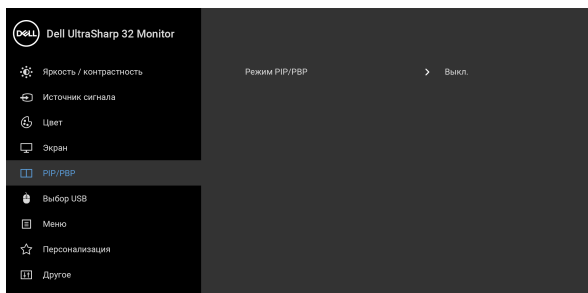 DELL Dell UltraSharp 32 Monitor
Яркость / контрастность
Режим PIP/PBP
Выкл.
Источник сигнала
Цвет
Экран
PIP/PBP
Выбор USB
Меню
Персонализация
Другое